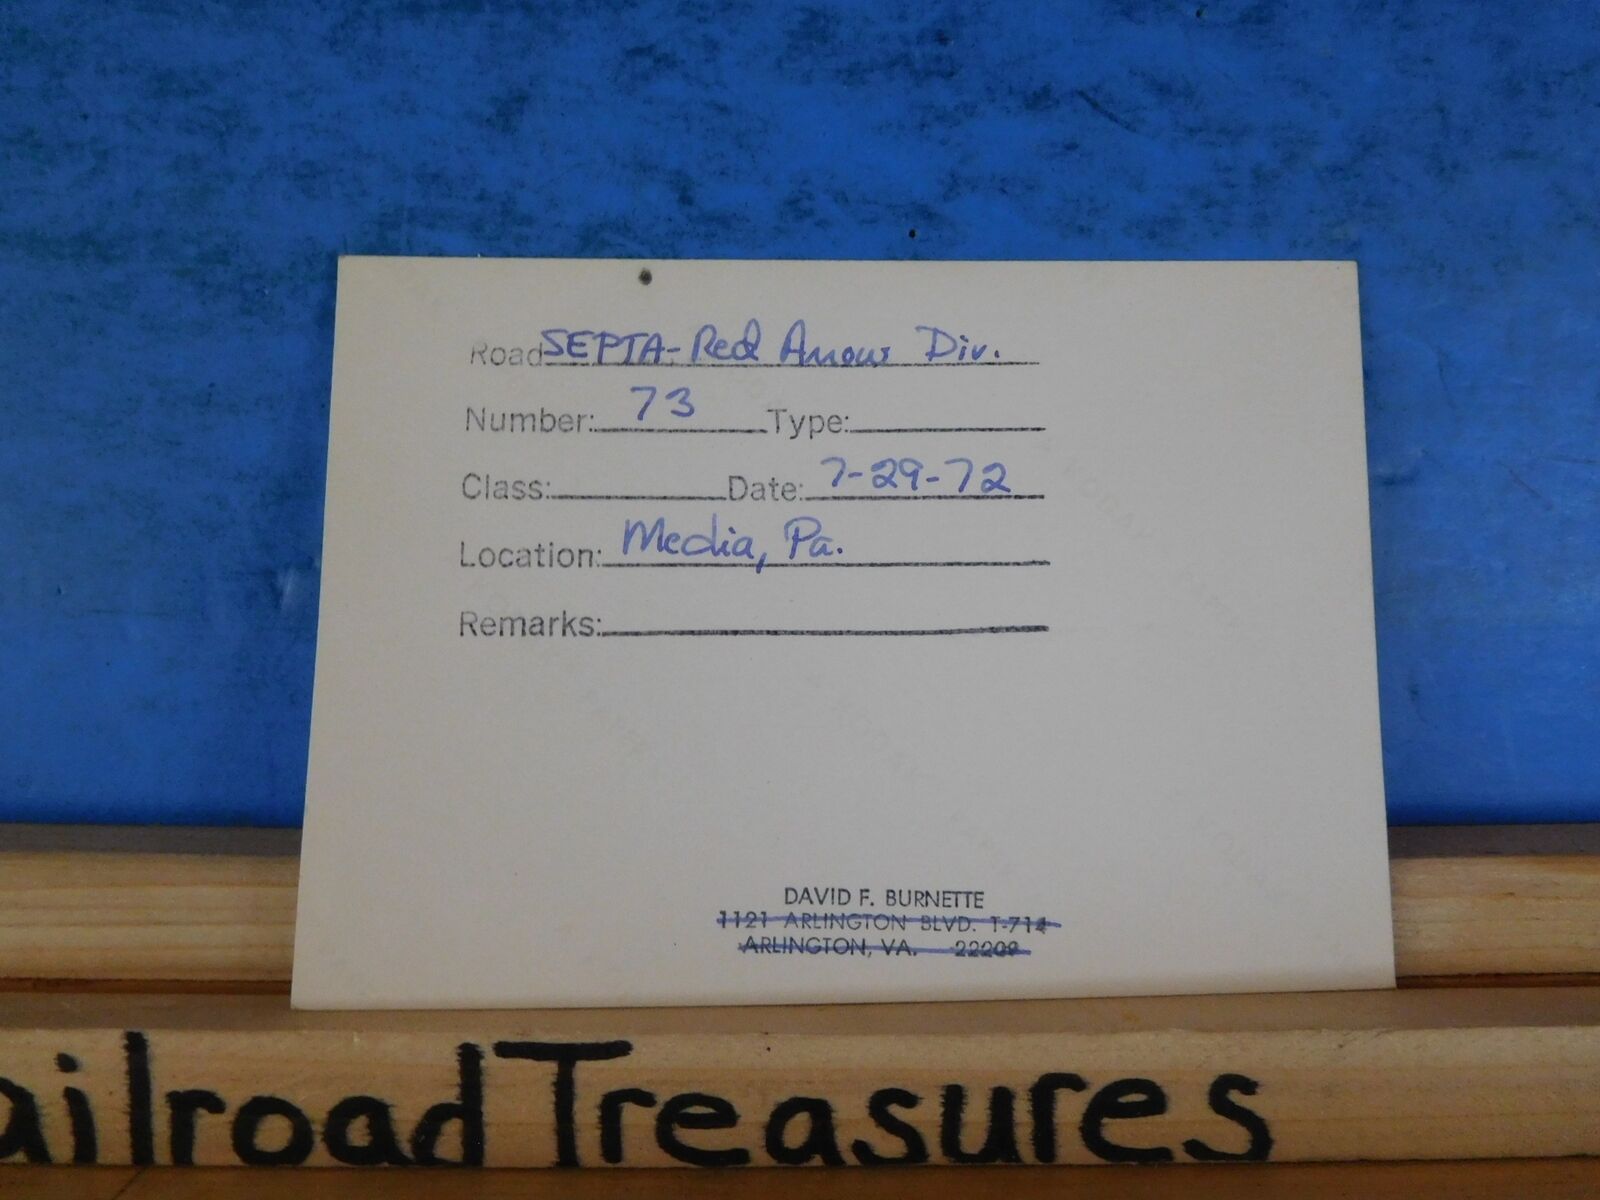 Road SEPTA-Red Arrow Div.
Number: 73 Type:
Class: Date: 7-29-72
Location: Media, Pa.
Remarks:
DAVID F. BURNETTE
1121 ARLINGTON BLVD. T-714
ARLINGTON, VA. 22209
ailroad Treasures